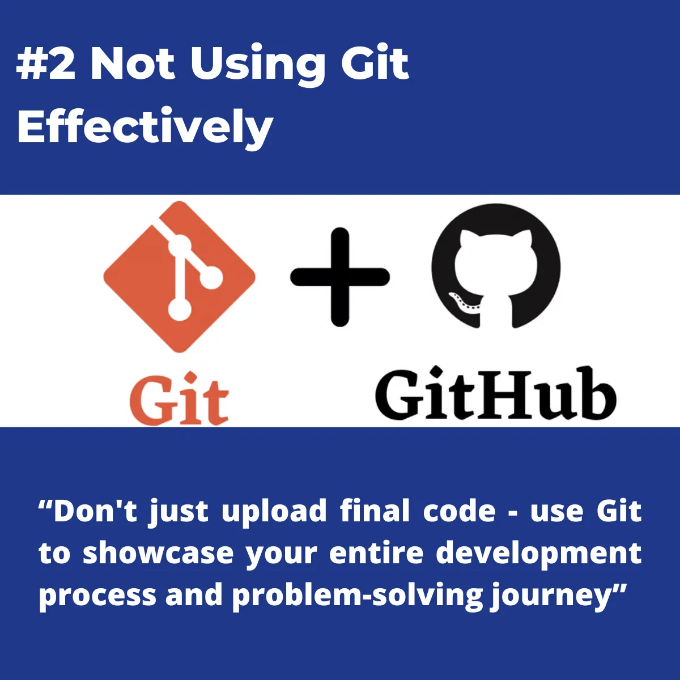 #2 Not Using Git
Effectively
Git
GitHub
“Don't just upload final code - use Git
to showcase your entire development
process and problem-solving journey”